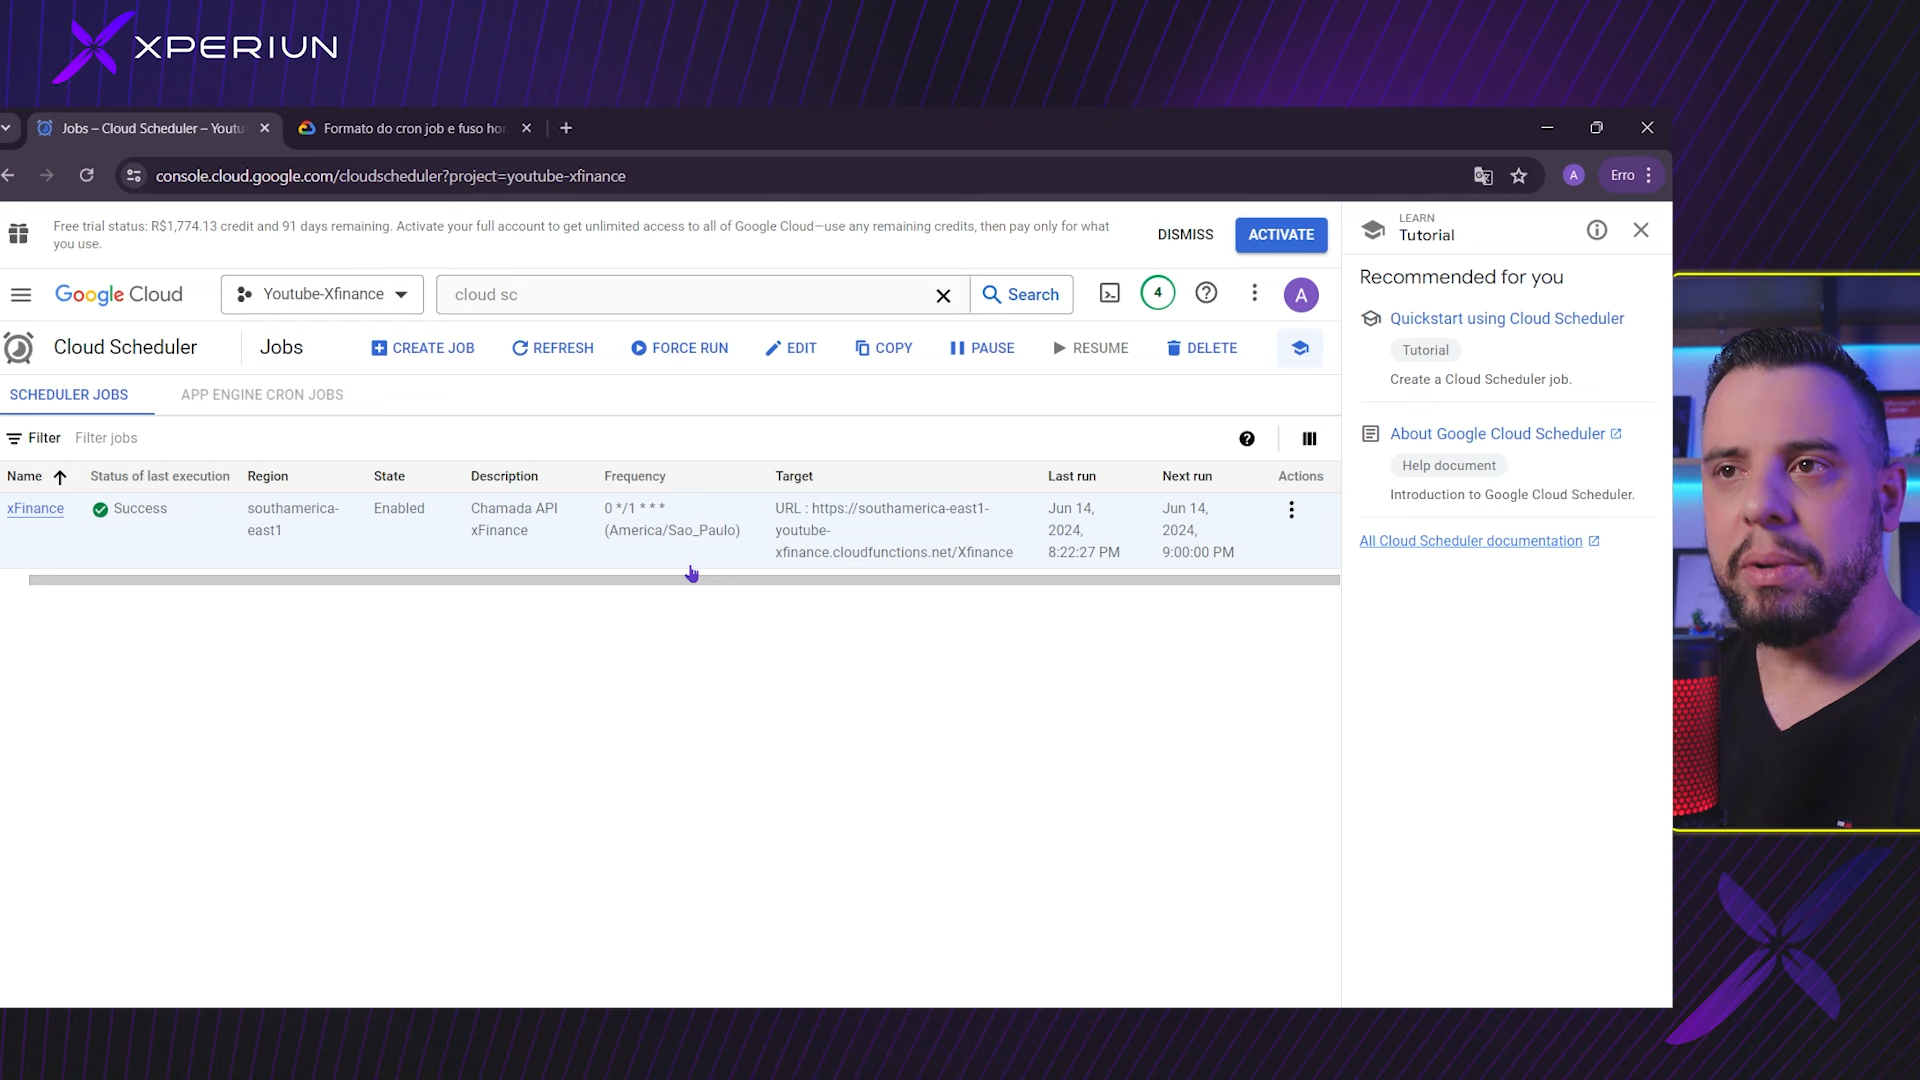 XPERIUN
Jobs – Cloud Scheduler – Youtu
Formato do cron job e fuso ho
console.cloud.google.com/cloudscheduler?project=youtube-xfinance
Erro
A
Free trial status: R$1,774.13 credit and 91 days remaining. Activate your full account to get unlimited access to all of Google Cloud—use any remaining credits, then pay only for what
you use.
DISMISS
ACTIVATE
LEARN
Tutorial
Google Cloud
Youtube-Xfinance
cloud sc
Search
4
A
Recommended for you
Quickstart using Cloud Scheduler
Tutorial
Create a Cloud Scheduler job.
About Google Cloud Scheduler
Help document
Introduction to Google Cloud Scheduler.
All Cloud Scheduler documentation
Cloud Scheduler
Jobs
CREATE JOB
REFRESH
FORCE RUN
EDIT
COPY
PAUSE
RESUME
DELETE
SCHEDULER JOBS
APP ENGINE CRON JOBS
Filter
Filter jobs
Name
Status of last execution
Region
State
Description
Frequency
Target
Last run
Next run
Actions
xFinance
Success
southamerica-
east1
Enabled
Chamada API
xFinance
0 */1 * * *
(America/Sao_Paulo)
URL : https://southamerica-east1-
youtube-
xfinance.cloudfunctions.net/Xfinance
Jun 14,
2024,
8:22:27 PM
Jun 14,
2024,
9:00:00 PM